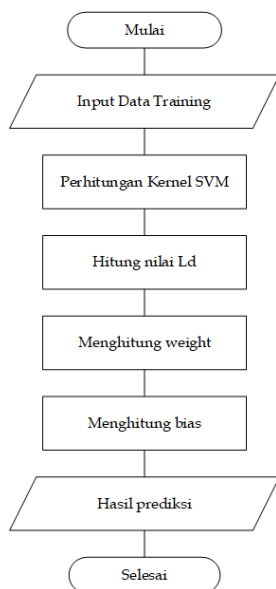 Mulai
Input Data Training
Perhitungan Kernel SVM
Hitung nilai Ld
Menghitung weight
Menghitung bias
Hasil prediksi
Selesai